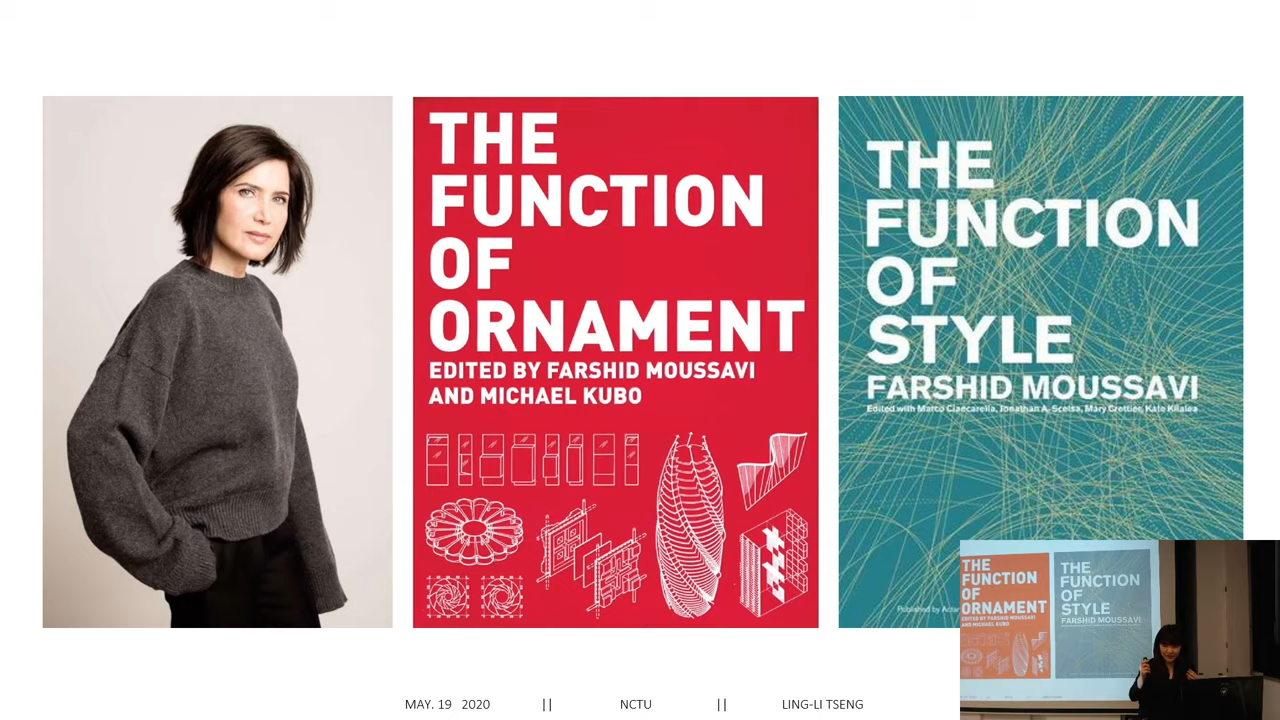 THE
FUNCTION
OF
ORNAMENT
EDITED BY FARSHID MOUSSAVI
AND MICHAEL KUBO
THE
FUNCTION
OF
STYLE
FARSHID MOUSSAVI
Edited with Marco Ciancarella, Jonathan A. Scelsa, Mary Crettier, Kate Kilalea
Published by
THE
FUNCTION
OF
ORNAMENT
EDITED BY FARSHID MOUSSAVI
AND MICHAEL KUBO
THE
FUNCTION
OF
STYLE
FARSHID MOUSSAVI
MAY. 19 2020 || NCTU || LING-LI TSENG